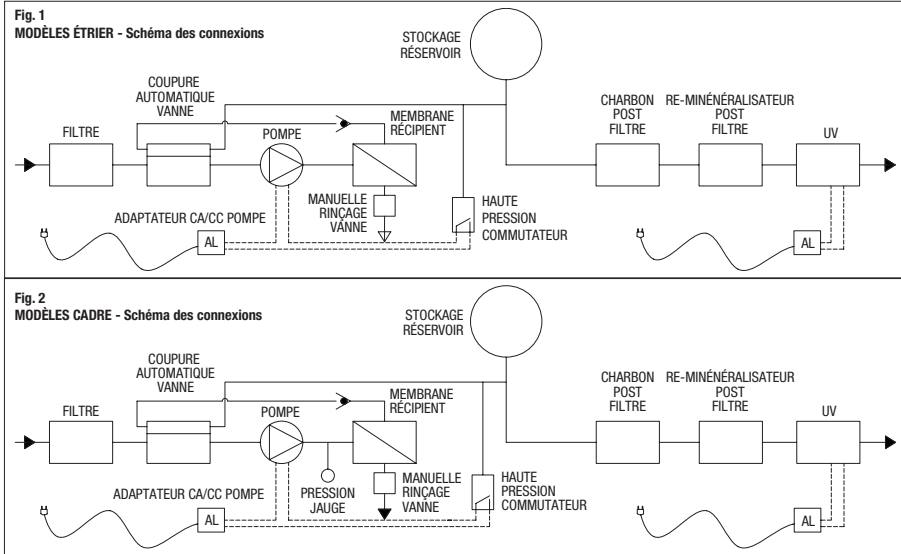 Fig. 1
MODÈLES ÉTRIER - Schéma des connexions
STOCKAGE
RÉSERVOIR
COUPURE
AUTOMATIQUE
VANNE
FILTRE
POMPE
MEMBRANE
RÉCIPIENT
CHARBON
POST
FILTRE
RE-MINÉNÉRALISATEUR
POST
FILTRE
UV
MANUELLE
RINÇAGE
VANNE
HAUTE
PRESSION
COMMUTATEUR
ADAPTATEUR CA/CC POMPE
AL
AL
Fig. 2
MODÈLES CADRE - Schéma des connexions
STOCKAGE
RÉSERVOIR
COUPURE
AUTOMATIQUE
VANNE
FILTRE
POMPE
MEMBRANE
RÉCIPIENT
CHARBON
POST
FILTRE
RE-MINÉNÉRALISATEUR
POST
FILTRE
UV
PRESSION
JAUGE
MANUELLE
RINÇAGE
VANNE
HAUTE
PRESSION
COMMUTATEUR
ADAPTATEUR CA/CC POMPE
AL
AL